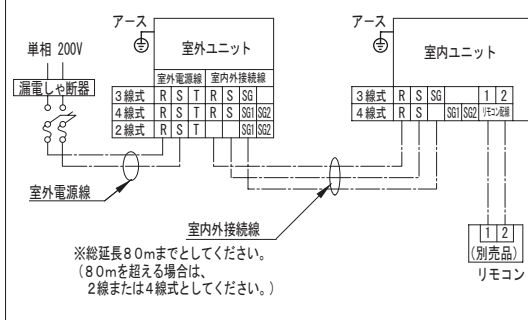 アース
単相 200V
漏電しゃ断器
室外ユニット
室外電源線 室内外接続線
3線式 R S T R S SG
4線式 R S T R S SG1 SG2
2線式 R S T SG1 SG2
アース
室内ユニット
3線式 R S SG 1 2
4線式 R S SG1 SG2 リモコン配線
室外電源線
室内外接続線
※総延長80mまでとしてください。
(80mを超える場合は、
2線または4線式としてください。)
1 2
(別売品)
リモコン